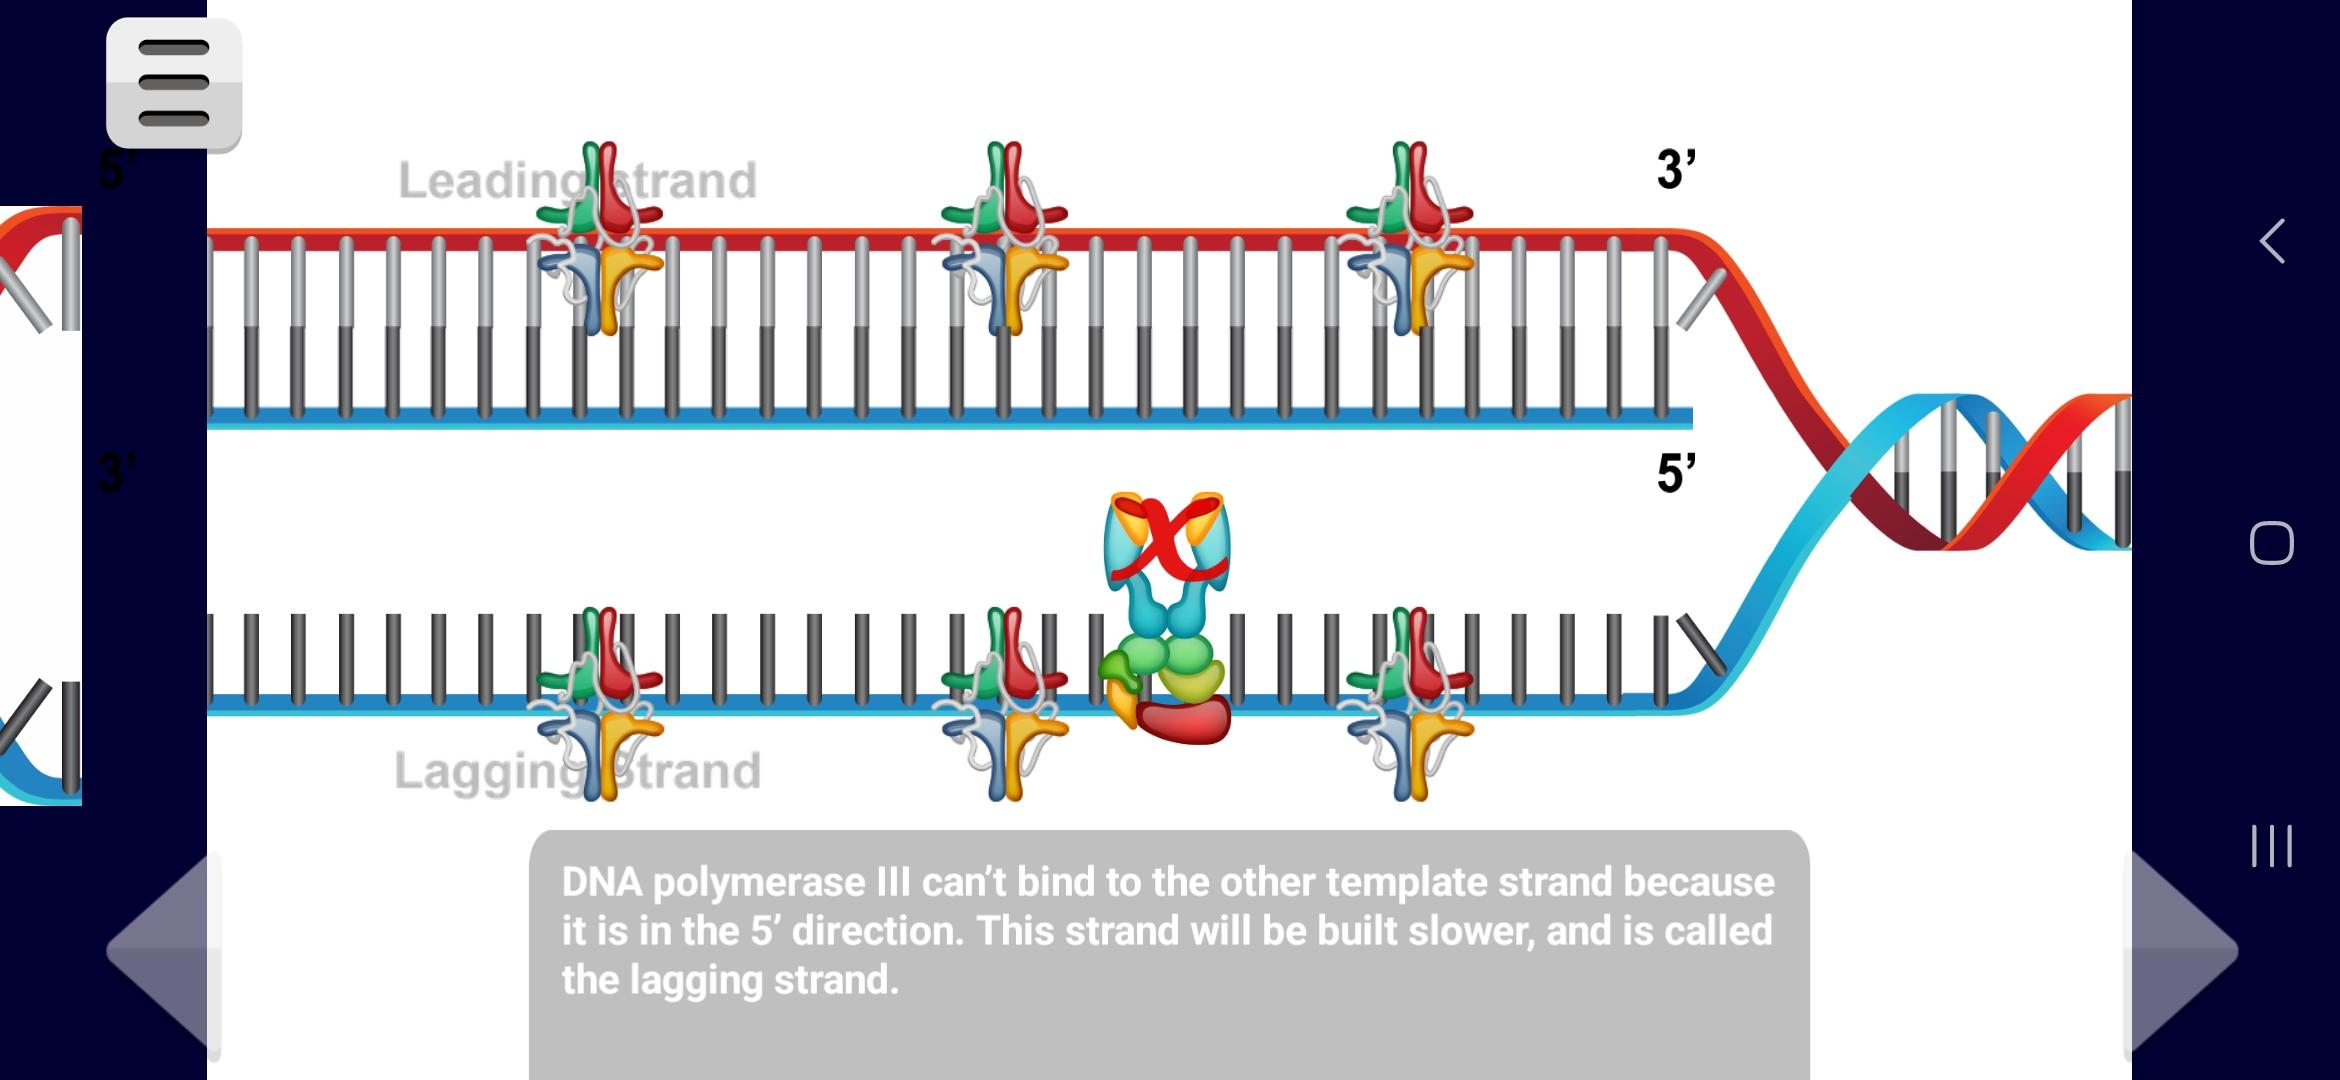 5’
Leading strand
3’
3’
5’
Lagging strand
DNA polymerase III can’t bind to the other template strand because
it is in the 5’ direction. This strand will be built slower, and is called
the lagging strand.